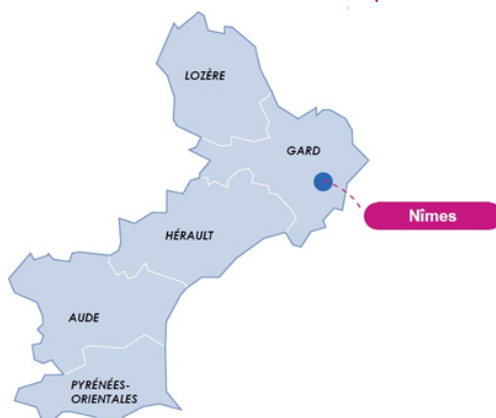 LOZÈRE
GARD
Nîmes
HÉRAULT
AUDE
PYRÉNÉES-
ORIENTALES